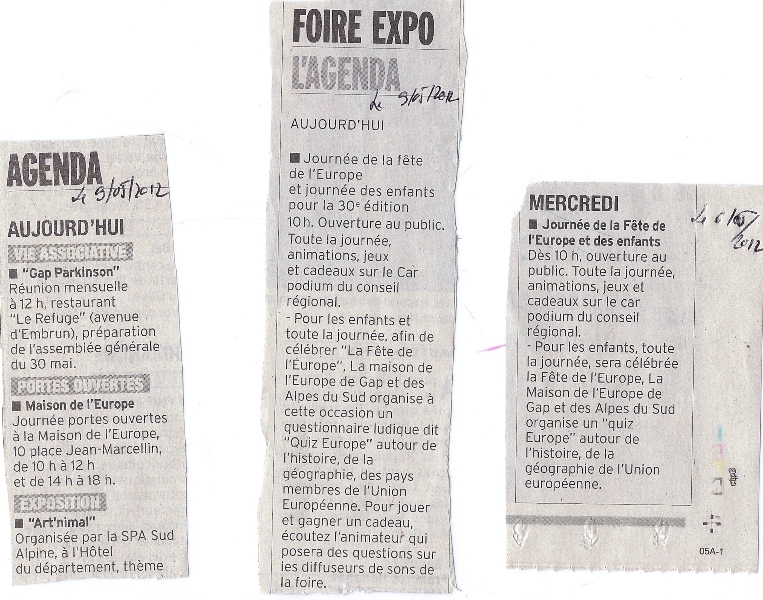 AGENDA
Le 9/05/2012
AUJOURD'HUI
VIE ASSOCIATIVE
■ "Gap Parkinson"
Réunion mensuelle
à 12 h, restaurant
"Le Refuge" (avenue
d'Embrun), préparation
de l'assemblée générale
du 30 mai.
PORTES OUVERTES
■ Maison de l'Europe
Journée portes ouvertes
à la Maison de l'Europe,
10 place Jean-Marcellin,
de 10 h à 12 h
et de 14 h à 18 h.
EXPOSITION
■ "Art'nimal"
Organisée par la SPA Sud
Alpine, à l'Hôtel
du département, thème
FOIRE EXPO
L'AGENDA
Le 9/05/2012
AUJOURD'HUI
■ Journée de la fête
de l'Europe
et journée des enfants
pour la 30e édition
10h. Ouverture au public.
Toute la journée,
animations, jeux
et cadeaux sur le Car
podium du conseil
régional.
- Pour les enfants et
toute la journée, afin de
célébrer "La Fête de
l'Europe", La maison de
l'Europe de Gap et des
Alpes du Sud organise à
cette occasion un
questionnaire ludique dit
"Quiz Europe" autour de
l'histoire, de la
géographie, des pays
membres de l'Union
Européenne. Pour jouer
et gagner un cadeau,
écoutez l'animateur qui
posera des questions sur
les diffuseurs de sons de
la foire.
MERCREDI
Le 6/05/
2012
■ Journée de la Fête de
l'Europe et des enfants
Dès 10 h, ouverture au
public. Toute la journée,
animations, jeux et
cadeaux sur le car
podium du conseil
régional.
- Pour les enfants, toute
la journée, sera célébrée
la Fête de l'Europe, La
Maison de l'Europe de
Gap et des Alpes du Sud
organise un "quiz
Europe" autour de
l'histoire, de la
géographie de l'Union
européenne.
ctp3
05A-1